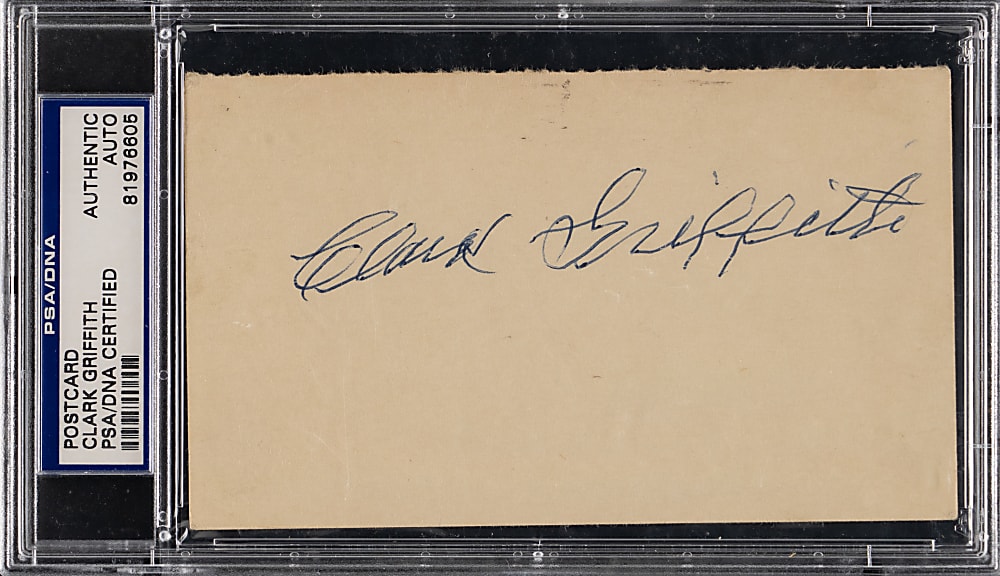 PSA/DNA
POSTCARD
CLARK GRIFFITH
PSA/DNA CERTIFIED
AUTHENTIC
AUTO
81976605
Clark Griffith